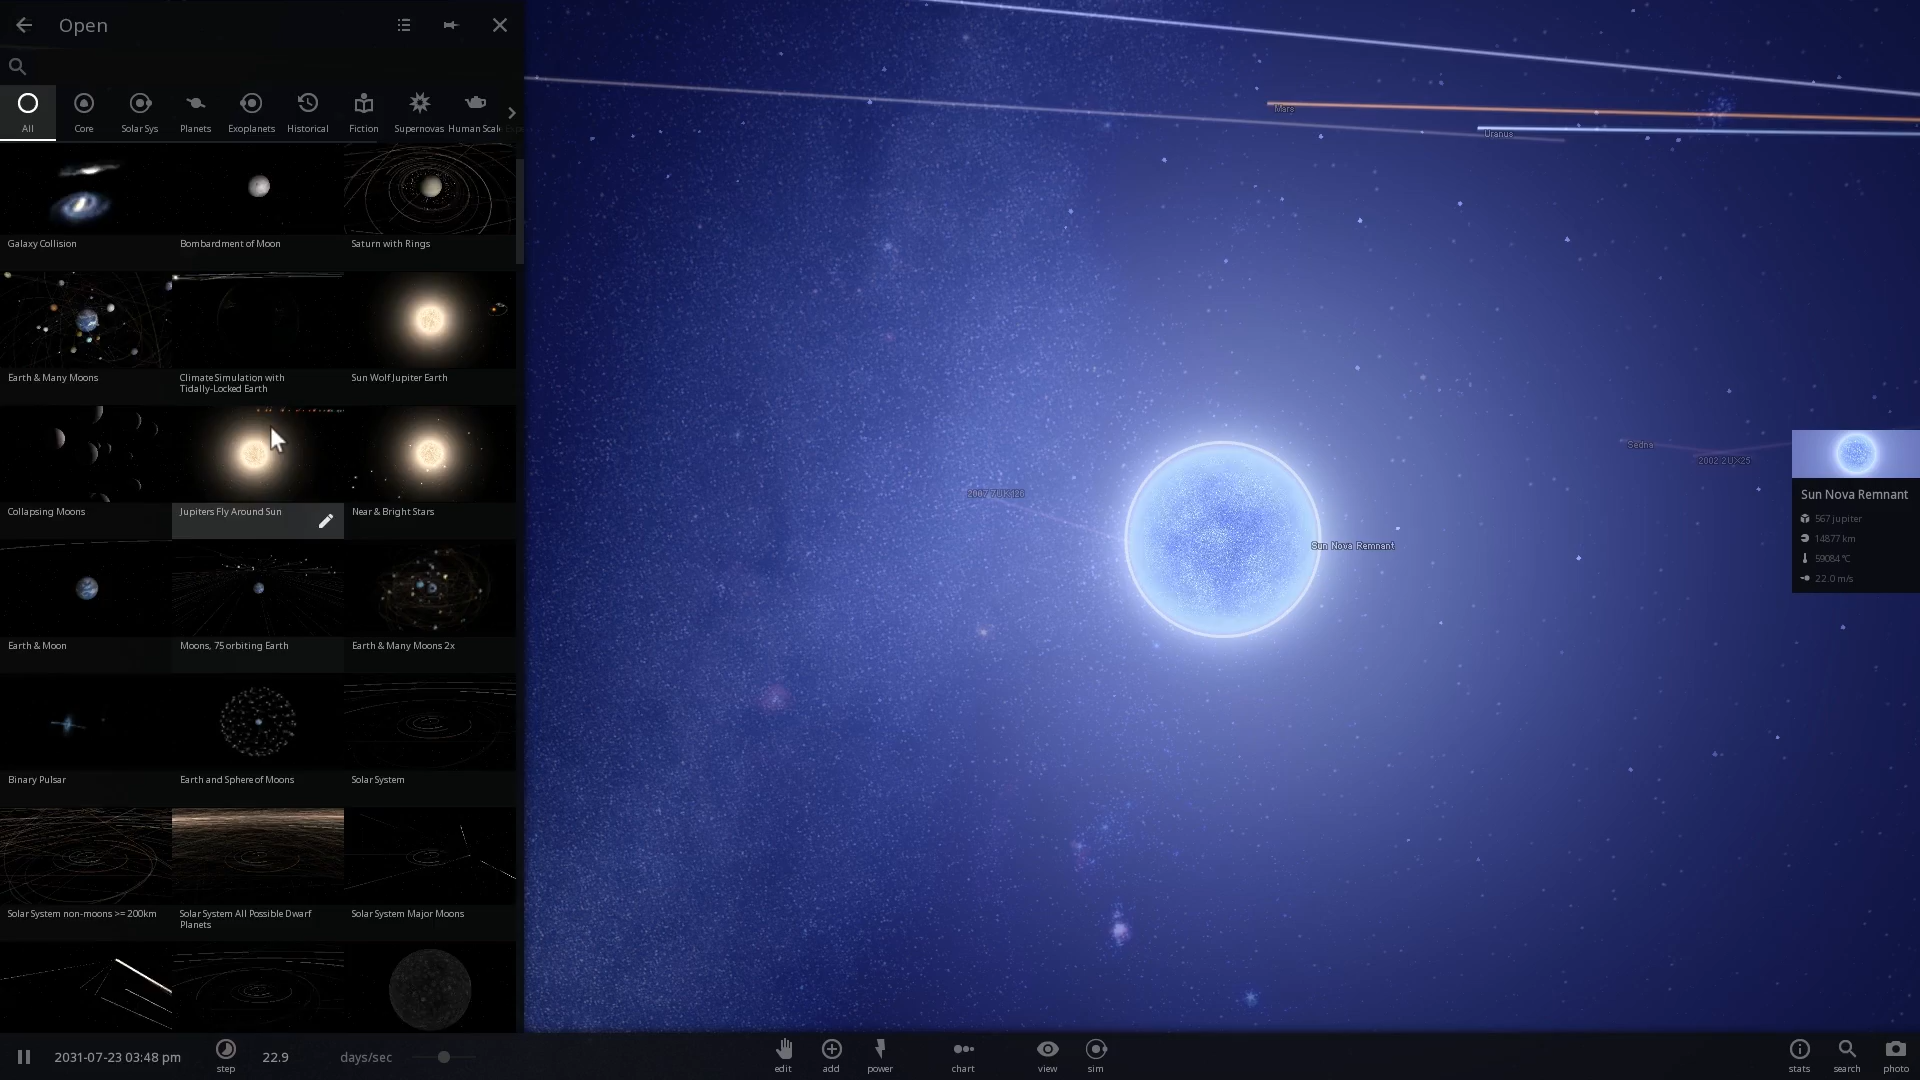 Open
All
Core
Solar Sys
Planets
Exoplanets
Historical
Fiction
Supernovas
Human Scale
Galaxy Collision
Bombardment of Moon
Saturn with Rings
Earth & Many Moons
Climate Simulation with
Tidally-Locked Earth
Sun Wolf Jupiter Earth
Collapsing Moons
Jupiters Fly Around Sun
Near & Bright Stars
Earth & Moon
Moons, 75 orbiting Earth
Earth & Many Moons 2x
Binary Pulsar
Earth and Sphere of Moons
Solar System
Solar System non-moons >= 200km
Solar System All Possible Dwarf
Planets
Solar System Major Moons
Mars
Uranus
Sedna
2002 UX25
Sun Nova Remnant
Sun Nova Remnant
567 jupiter
14877 km
59084 °C
22.0 m/s
2031-07-23 03:48 pm
step
22.9
days/sec
edit
add
power
chart
view
sim
stats
search
photo